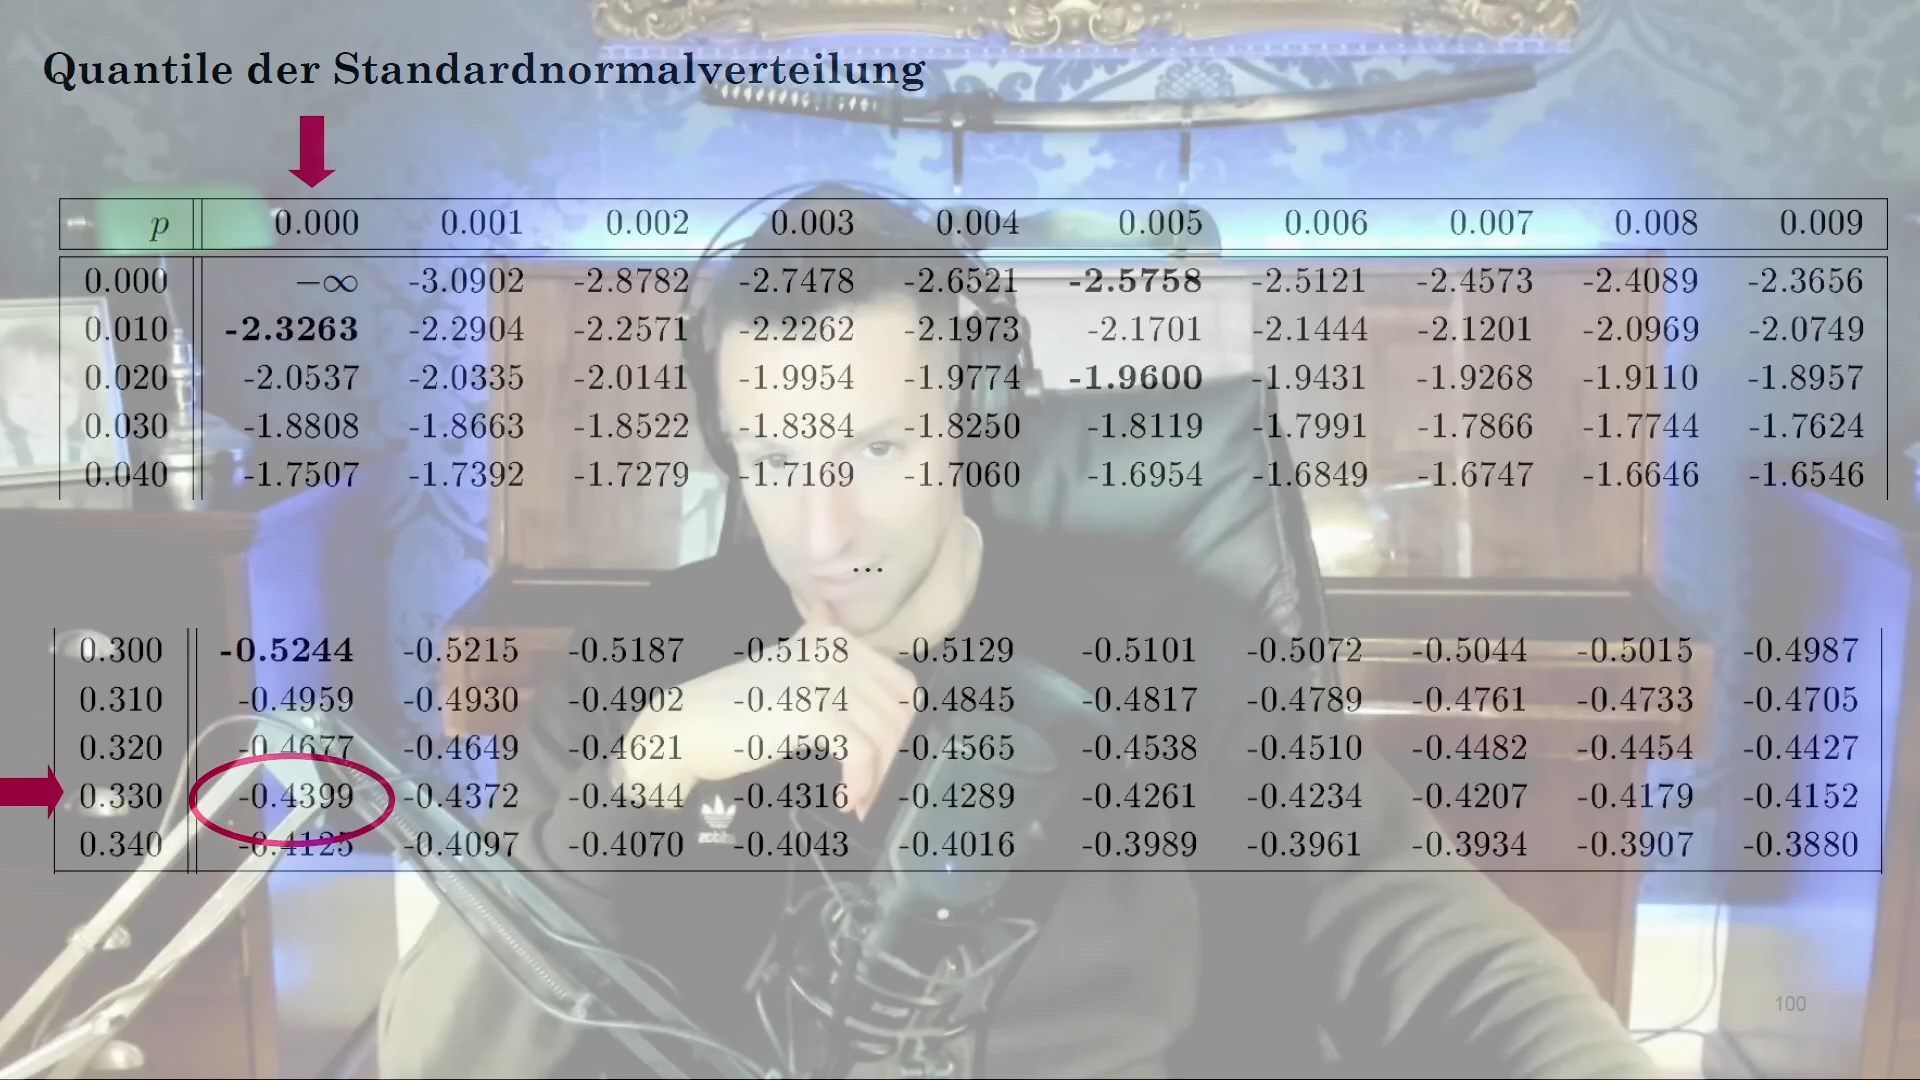 Quantile der Standardnormalverteilung
p 0.000 0.001 0.002 0.003 0.004 0.005 0.006 0.007 0.008 0.009
0.000 −∞ -3.0902 -2.8782 -2.7478 -2.6521 -2.5758 -2.5121 -2.4573 -2.4089 -2.3656
0.010 -2.3263 -2.2904 -2.2571 -2.2262 -2.1973 -2.1701 -2.1444 -2.1201 -2.0969 -2.0749
0.020 -2.0537 -2.0335 -2.0141 -1.9954 -1.9774 -1.9600 -1.9431 -1.9268 -1.9110 -1.8957
0.030 -1.8808 -1.8663 -1.8522 -1.8384 -1.8250 -1.8119 -1.7991 -1.7866 -1.7744 -1.7624
0.040 -1.7507 -1.7392 -1.7279 -1.7169 -1.7060 -1.6954 -1.6849 -1.6747 -1.6646 -1.6546
...
0.300 -0.5244 -0.5215 -0.5187 -0.5158 -0.5129 -0.5101 -0.5072 -0.5044 -0.5015 -0.4987
0.310 -0.4959 -0.4930 -0.4902 -0.4874 -0.4845 -0.4817 -0.4789 -0.4761 -0.4733 -0.4705
0.320 -0.4677 -0.4649 -0.4621 -0.4593 -0.4565 -0.4538 -0.4510 -0.4482 -0.4454 -0.4427
0.330 -0.4399 -0.4372 -0.4344 -0.4316 -0.4289 -0.4261 -0.4234 -0.4207 -0.4179 -0.4152
0.340 -0.4125 -0.4097 -0.4070 -0.4043 -0.4016 -0.3989 -0.3961 -0.3934 -0.3907 -0.3880
adidas
100